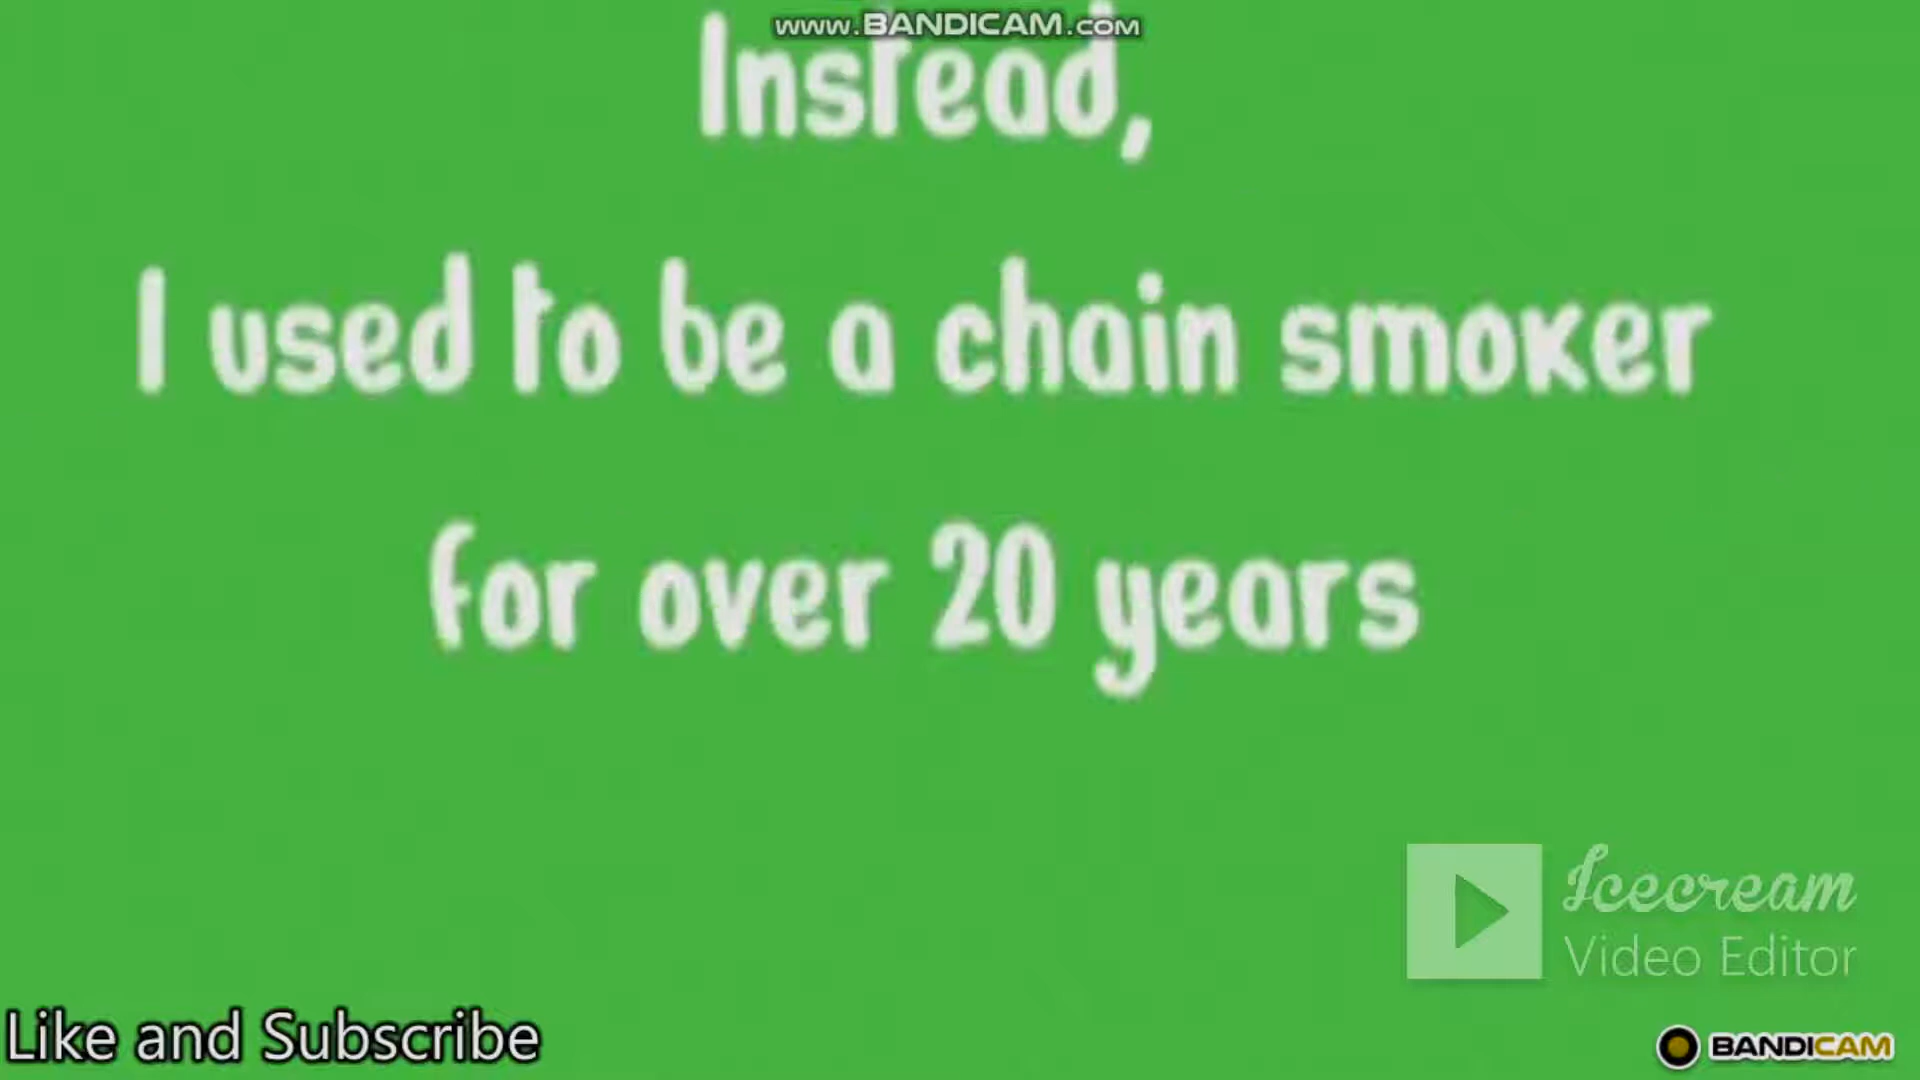 www.BANDICAM.com
Instead,
I used to be a chain smoker
for over 20 years
Icecream
Video Editor
Like and Subscribe
BANDICAM